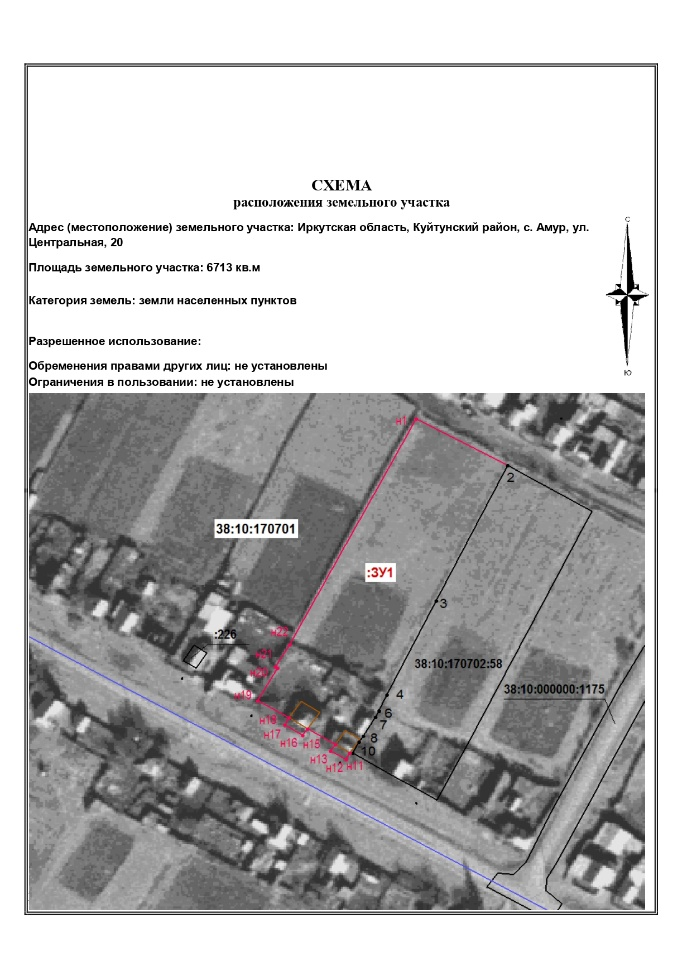 СХЕМА
расположения земельного участка
С
Адрес (местоположение) земельного участка: Иркутская область, Куйтунский район, с. Амур, ул.
Центральная, 20
Площадь земельного участка: 6713 кв.м
Категория земель: земли населенных пунктов
Разрешенное использование:
Обременения правами других лиц: не установлены
Ю
Ограничения в пользовании: не установлены
н1
2
38:10:170701
:ЗУ1
3
н22
:226
н21
38:10:170702:58
н20
38:10:000000:1175
4
н19
6
н18
7
н17
н16
н15
8
10
н13
н12
н11